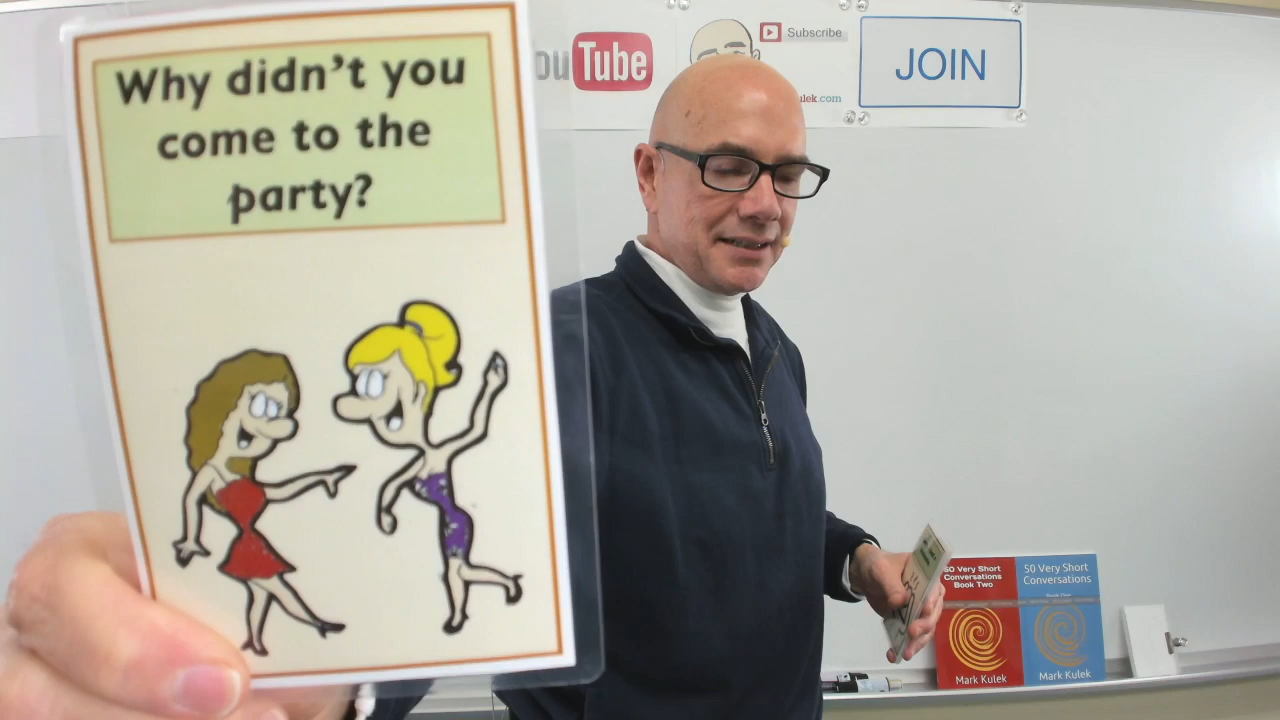 Why didn't you
come to the
party?
ouTube
Subscribe
ulek.com
JOIN
50 Very Short
Conversations
Book Two
Mark Kulek
50 Very Short
Conversations
Mark Kulek